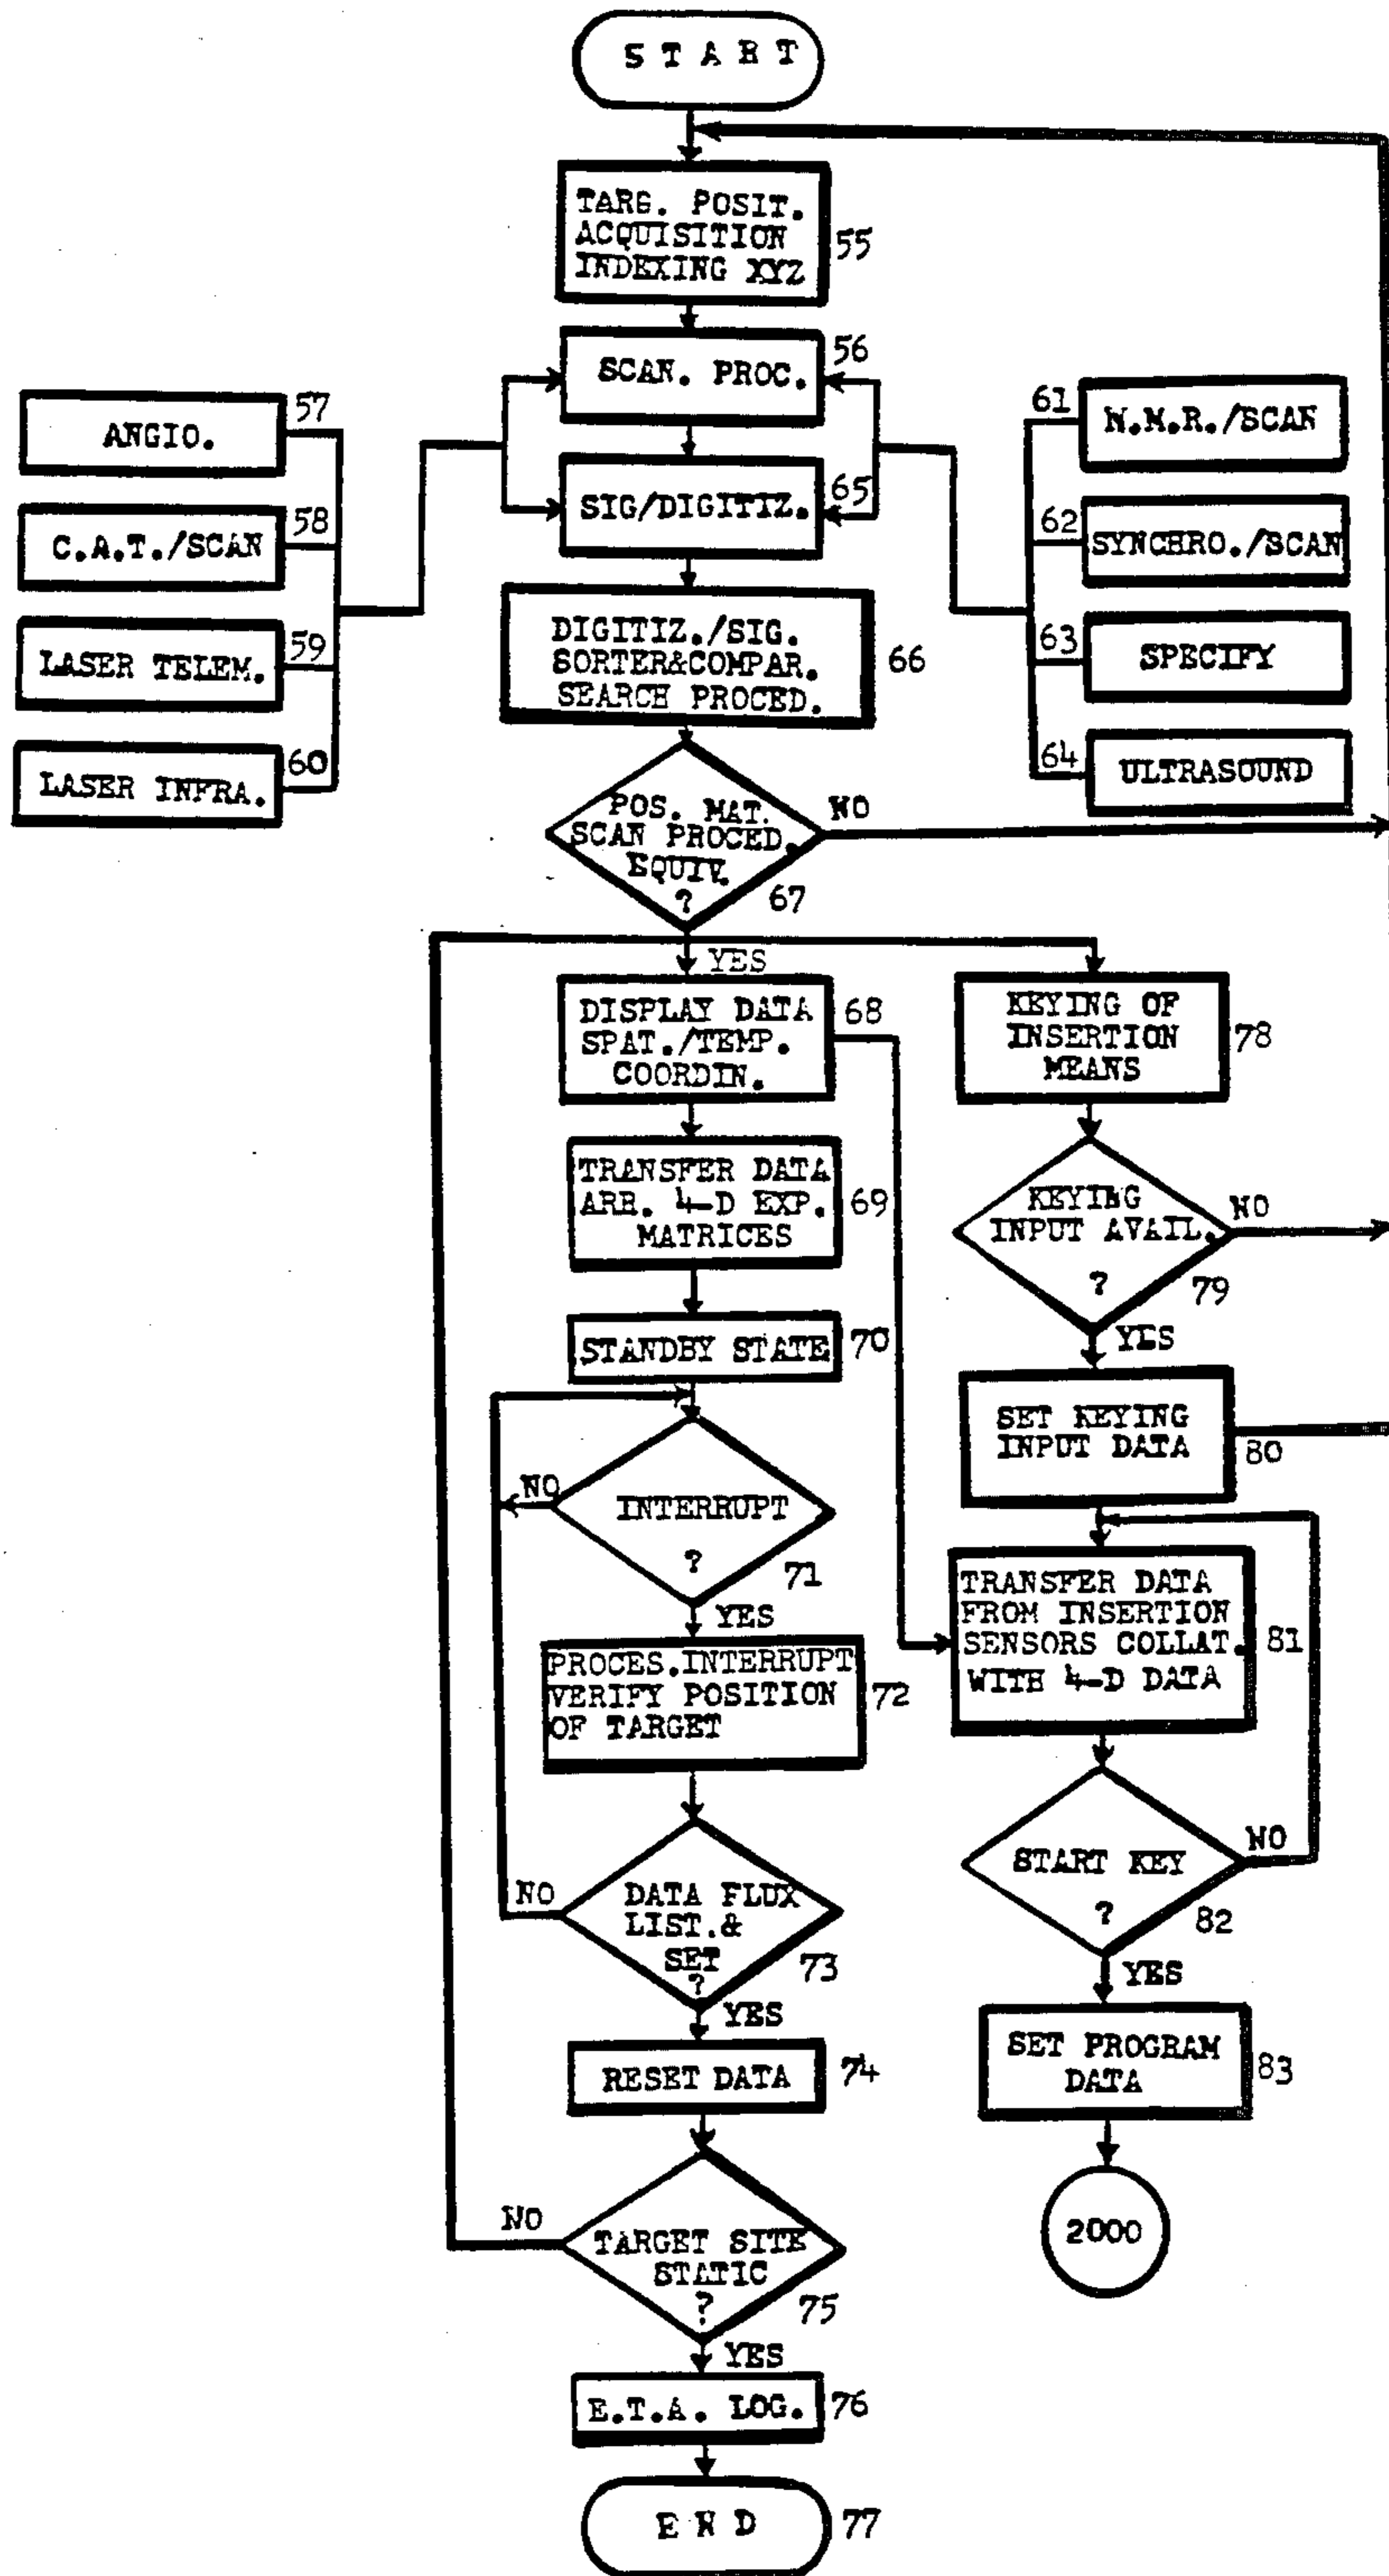 START
TARG. POSIT.
ACQUISITION
INDEXING XYZ
55
SCAN. PROC.
56
ANGIO.
57
C.A.T./SCAN
58
LASER TELEM.
59
LASER INFRA.
60
61
N.M.R./SCAN
62
SYNCHRO./SCAN
63
SPECIFY
64
ULTRASOUND
SIG/DIGITIZ.
65
DIGITIZ./SIG.
SORTER&COMPAR.
SEARCH PROCED.
66
POS. MAT.
SCAN PROCED.
EQUIV.
?
67
NO
YES
DISPLAY DATA
SPAT./TEMP.
COORDIN.
68
TRANSFER DATA
ARR. 4-D EXP.
MATRICES
69
STANDBY STATE
70
NO
INTERRUPT
?
71
YES
PROCES.INTERRUPT
VERIFY POSITION
OF TARGET
72
NO
DATA FLUX
LIST.&
SET
?
73
YES
RESET DATA
74
NO
TARGET SITE
STATIC
?
75
YES
E.T.A. LOG.
76
END
77
KEYING OF
INSERTION
MEANS
78
KEYING
INPUT AVAIL.
?
79
NO
YES
SET KEYING
INPUT DATA
80
TRANSFER DATA
FROM INSERTION
SENSORS COLLAT.
WITH 4-D DATA
81
START KEY
?
82
NO
YES
SET PROGRAM
DATA
83
2000